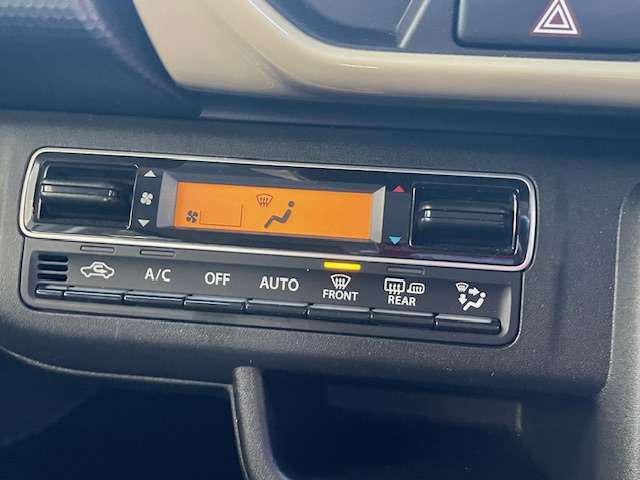 A/C OFF AUTO FRONT REAR